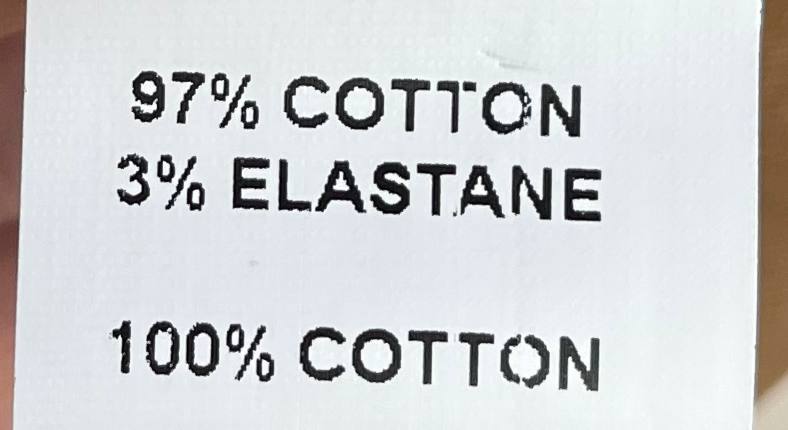 97% COTTON
3% ELASTANE
100% COTTON